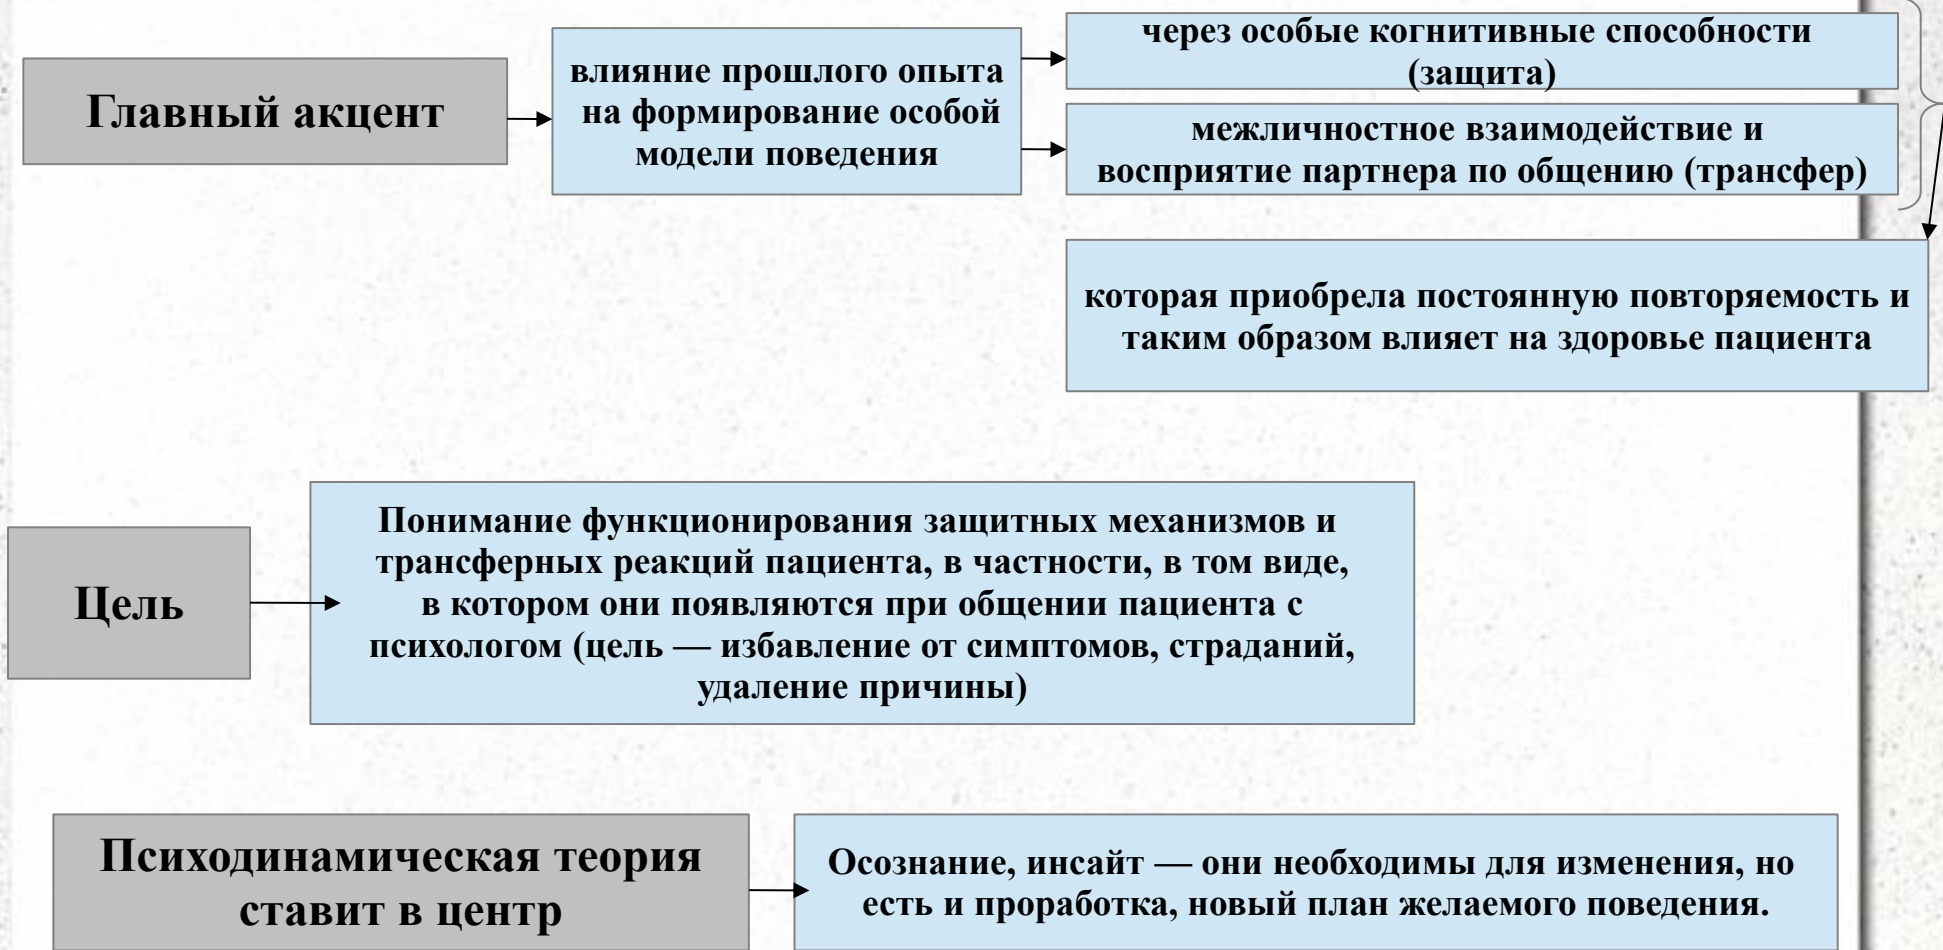 Главный акцент
влияние прошлого опыта
на формирование особой
модели поведения
через особые когнитивные способности
(защита)
межличностное взаимодействие и
восприятие партнера по общению (трансфер)
которая приобрела постоянную повторяемость и
таким образом влияет на здоровье пациента
Цель
Понимание функционирования защитных механизмов и
трансферных реакций пациента, в частности, в том виде,
в котором они появляются при общении пациента с
психологом (цель — избавление от симптомов, страданий,
удаление причины)
Психодинамическая теория
ставит в центр
Осознание, инсайт — они необходимы для изменения, но
есть и проработка, новый план желаемого поведения.